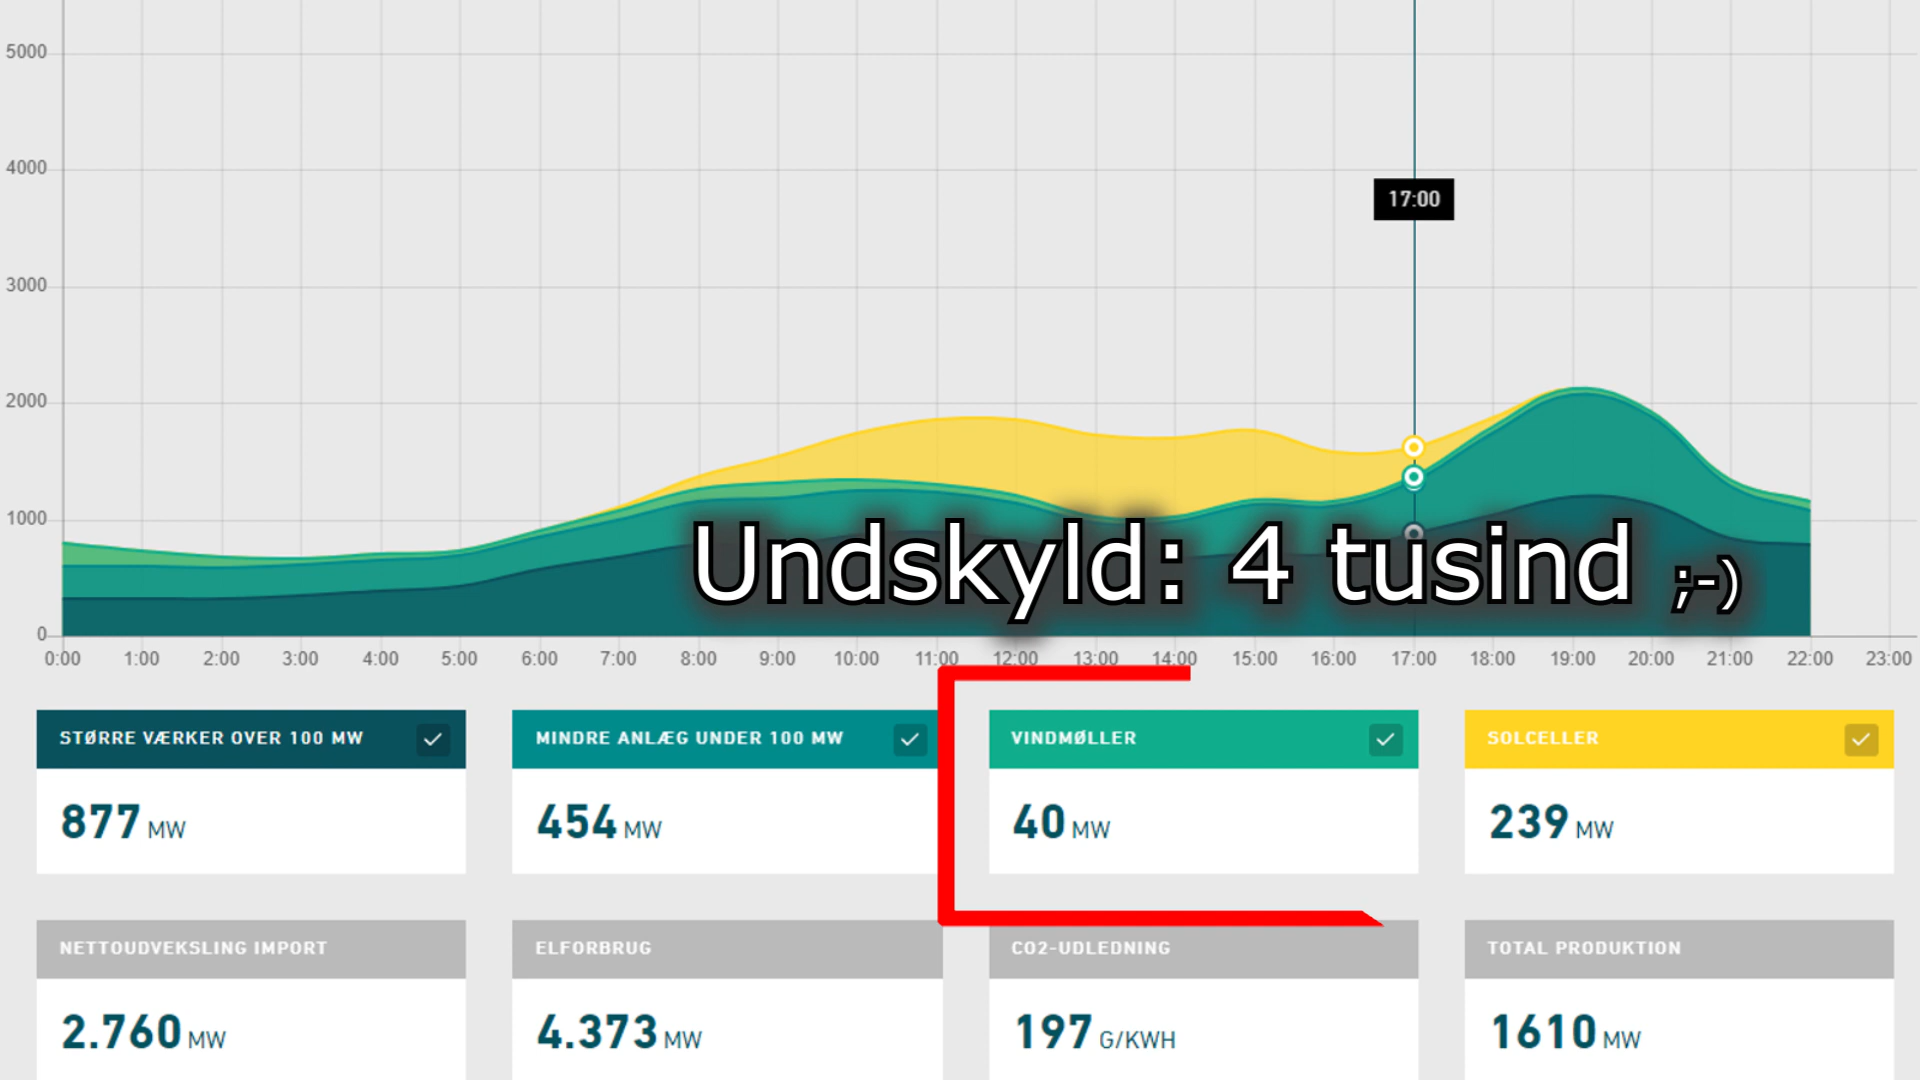 5000
4000
17:00
3000
2000
1000
Undskyld: 4 tusind ;-)
0
0:00 1:00 2:00 3:00 4:00 5:00 6:00 7:00 8:00 9:00 10:00 11:00 12:00 13:00 14:00 15:00 16:00 17:00 18:00 19:00 20:00 21:00 22:00 23:00
STØRRE VÆRKER OVER 100 MW
877 MW
MINDRE ANLÆG UNDER 100 MW
454 MW
VINDMØLLER
40 MW
SOLCELLER
239 MW
NETTOUDVEKSLING IMPORT
2.760 MW
ELFORBRUG
4.373 MW
CO2-UDLEDNING
197 G/KWH
TOTAL PRODUKTION
1610 MW